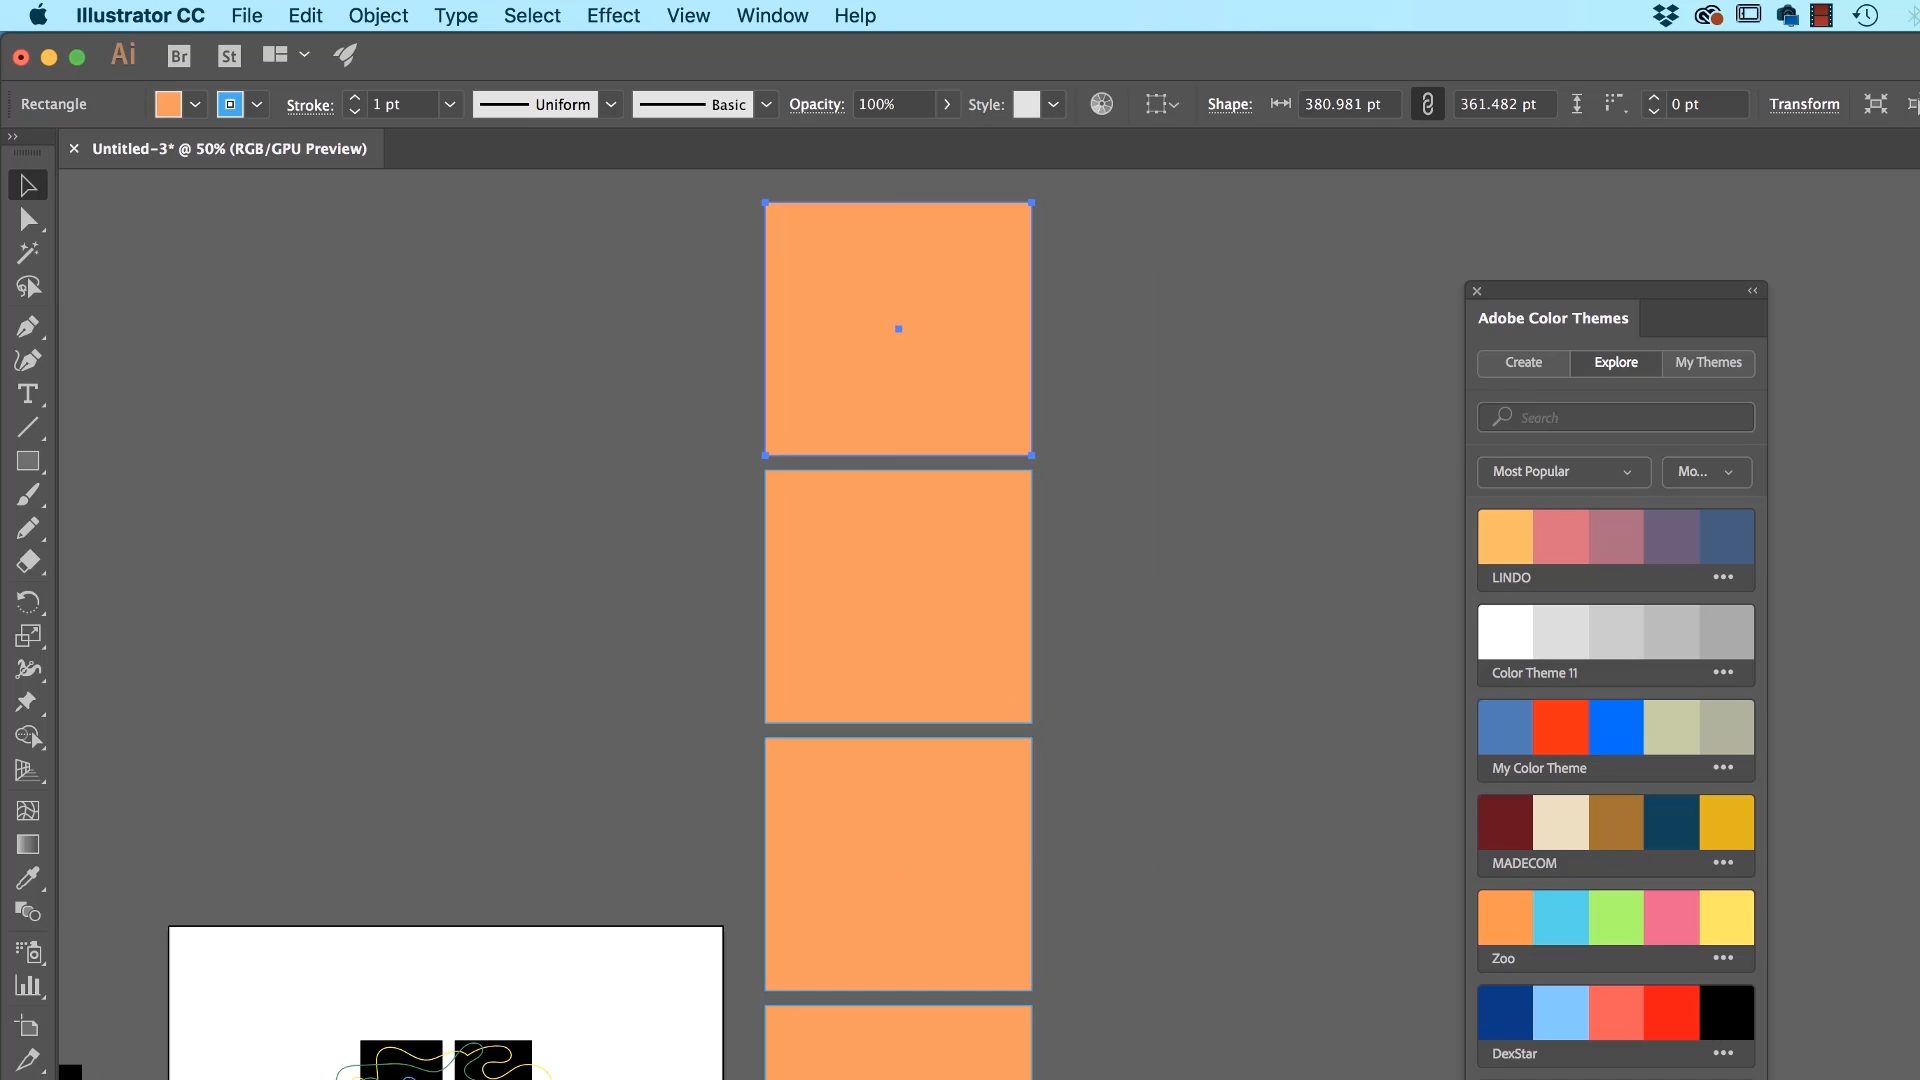 Illustrator CC File Edit Object Type Select Effect View Window Help
Ai Br St
Rectangle Stroke: 1 pt Uniform Basic Opacity: 100% Style: Shape: 380.981 pt 361.482 pt 0 pt Transform
Untitled-3* @ 50% (RGB/GPU Preview)
Adobe Color Themes
Create Explore My Themes
Search
Most Popular Mo...
LINDO
Color Theme 11
My Color Theme
MADECOM
Zoo
DexStar